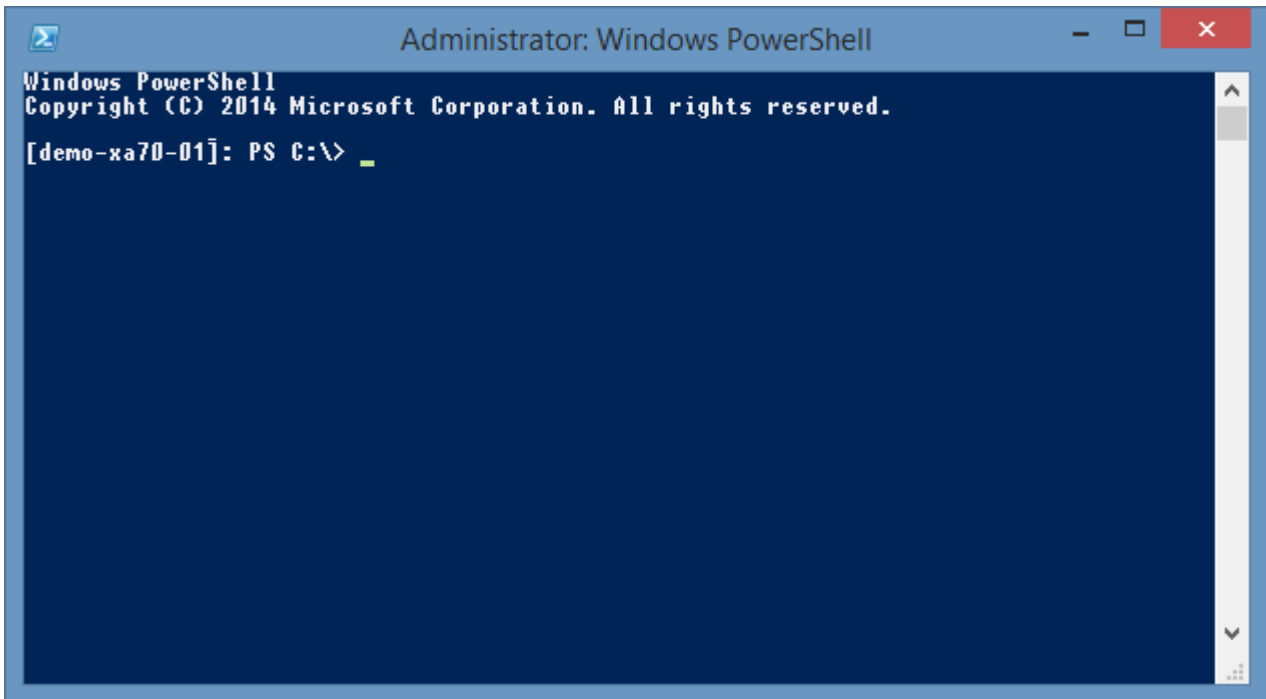 Administrator: Windows PowerShell
Windows PowerShell
Copyright (C) 2014 Microsoft Corporation. All rights reserved.
[demo-xa70-01]: PS C:\> _